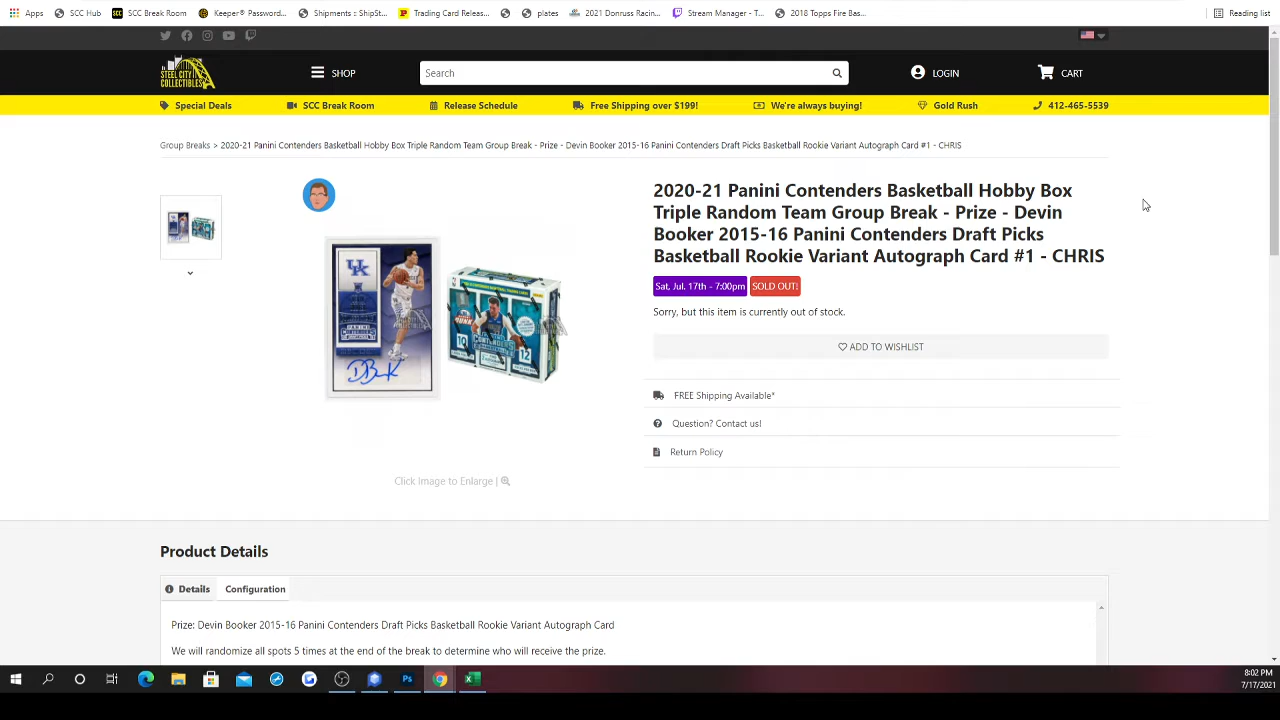 Apps SCC Hub SCC Break Room Keeper® Password... Shipments :: ShipSt... Trading Card Releas... plates 2021 Donruss Racin... Stream Manager - T... 2018 Topps Fire Bas... Reading list
STEEL CITY
COLLECTIBLES
SHOP Search LOGIN CART
Special Deals SCC Break Room Release Schedule Free Shipping over $199! We're always buying! Gold Rush 412-465-5539
Group Breaks > 2020-21 Panini Contenders Basketball Hobby Box Triple Random Team Group Break - Prize - Devin Booker 2015-16 Panini Contenders Draft Picks Basketball Rookie Variant Autograph Card #1 - CHRIS
2020-21 Panini Contenders Basketball Hobby Box
Triple Random Team Group Break - Prize - Devin
Booker 2015-16 Panini Contenders Draft Picks
Basketball Rookie Variant Autograph Card #1 - CHRIS
Sat. Jul. 17th - 7:00pm SOLD OUT!
Sorry, but this item is currently out of stock.
ADD TO WISHLIST
FREE Shipping Available*
Question? Contact us!
Return Policy
UK
10
12
Click Image to Enlarge |
Product Details
Details Configuration
Prize: Devin Booker 2015-16 Panini Contenders Draft Picks Basketball Rookie Variant Autograph Card
We will randomize all spots 5 times at the end of the break to determine who will receive the prize.
8:02 PM
7/17/2021